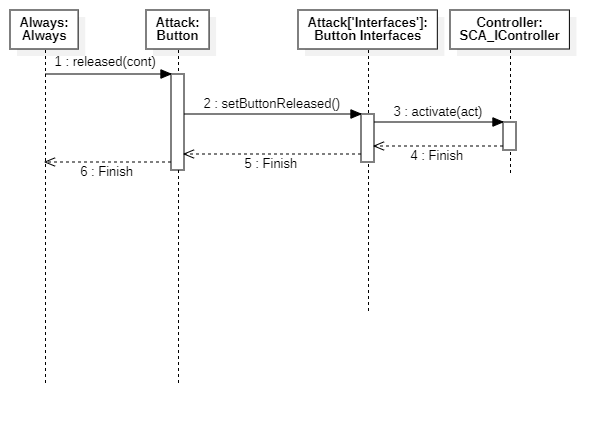 Always:
Always
Attack:
Button
Attack['Interfaces']:
Button Interfaces
Controller:
SCA_IController
1 : released(cont)
2 : setButtonReleased()
3 : activate(act)
4 : Finish
5 : Finish
6 : Finish